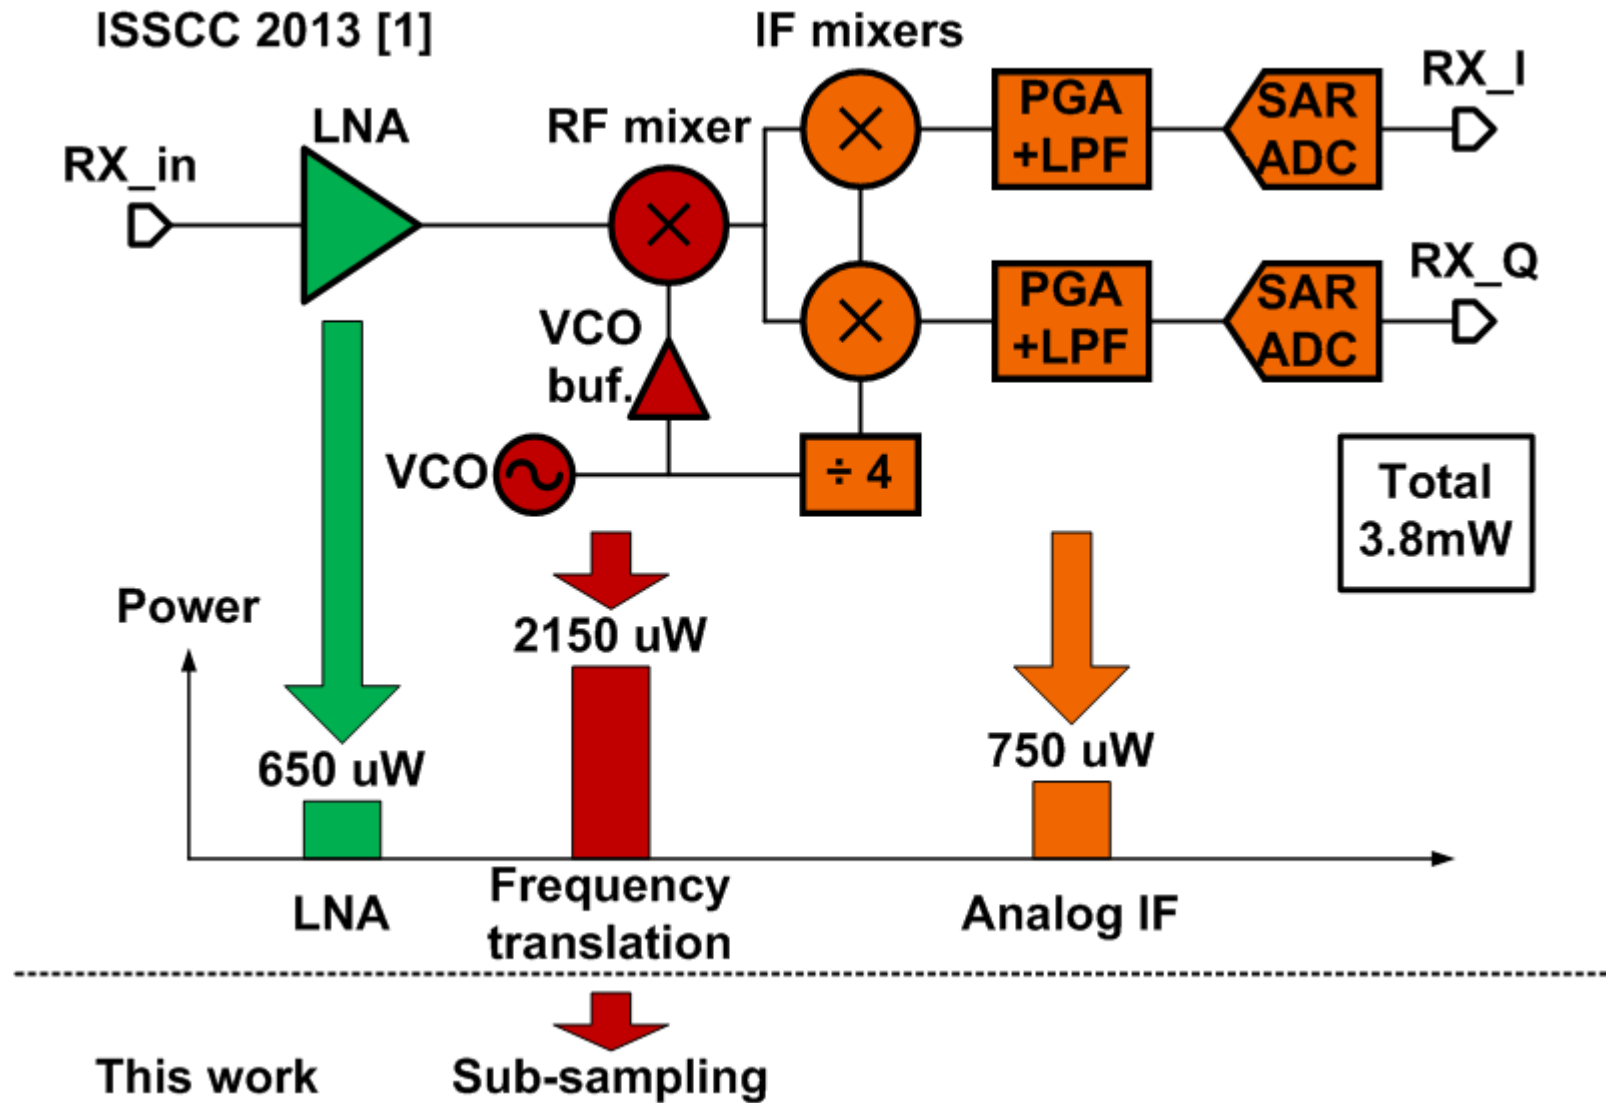 ISSCC 2013 [1]
IF mixers
LNA
RF mixer
RX_in
PGA
+LPF
SAR
ADC
RX_I
VCO
buf.
PGA
+LPF
SAR
ADC
RX_Q
VCO
÷ 4
Total
3.8mW
Power
2150 uW
650 uW
750 uW
LNA
Frequency
translation
Analog IF
This work
Sub-sampling